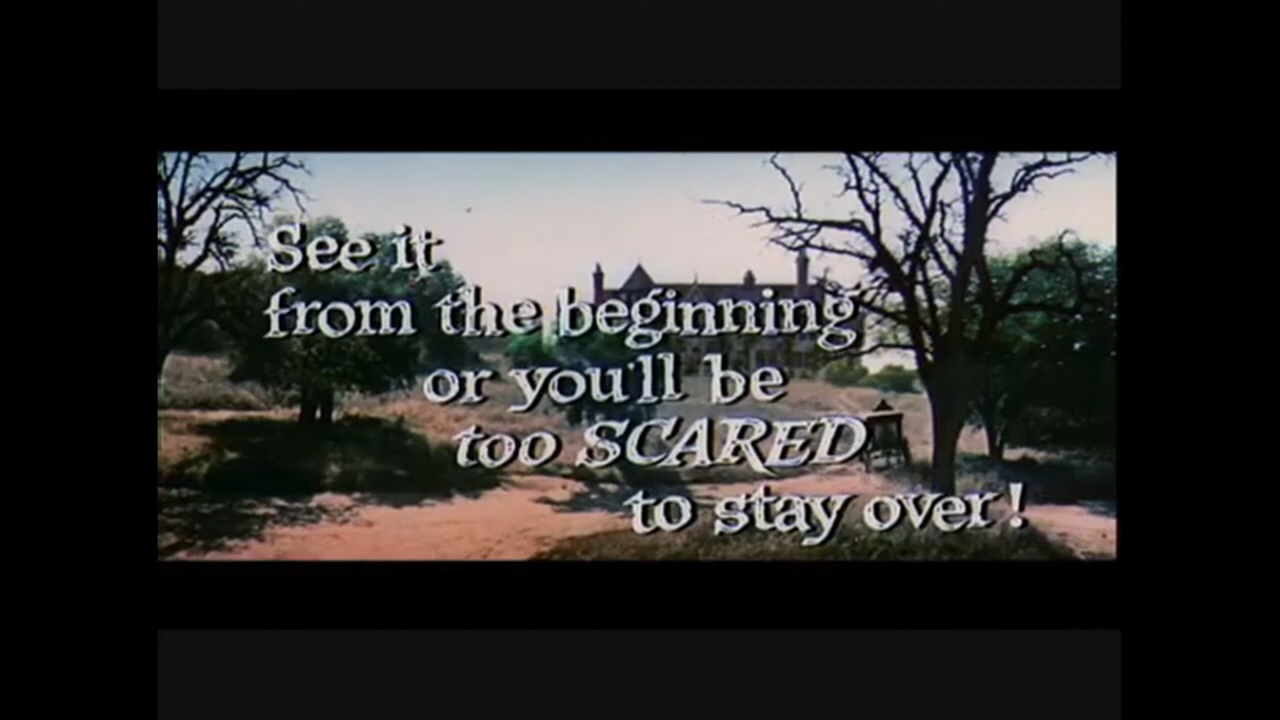 See it
from the beginning
or you'll be
too SCARED
to stay over!